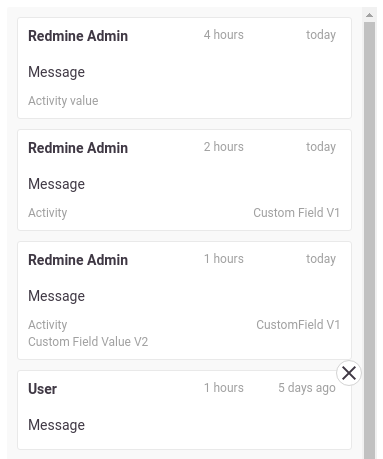 Redmine Admin 4 hours today
Message
Activity value
Redmine Admin 2 hours today
Message
Activity Custom Field V1
Redmine Admin 1 hours today
Message
Activity CustomField V1
Custom Field Value V2
User 1 hours 5 days ago
Message